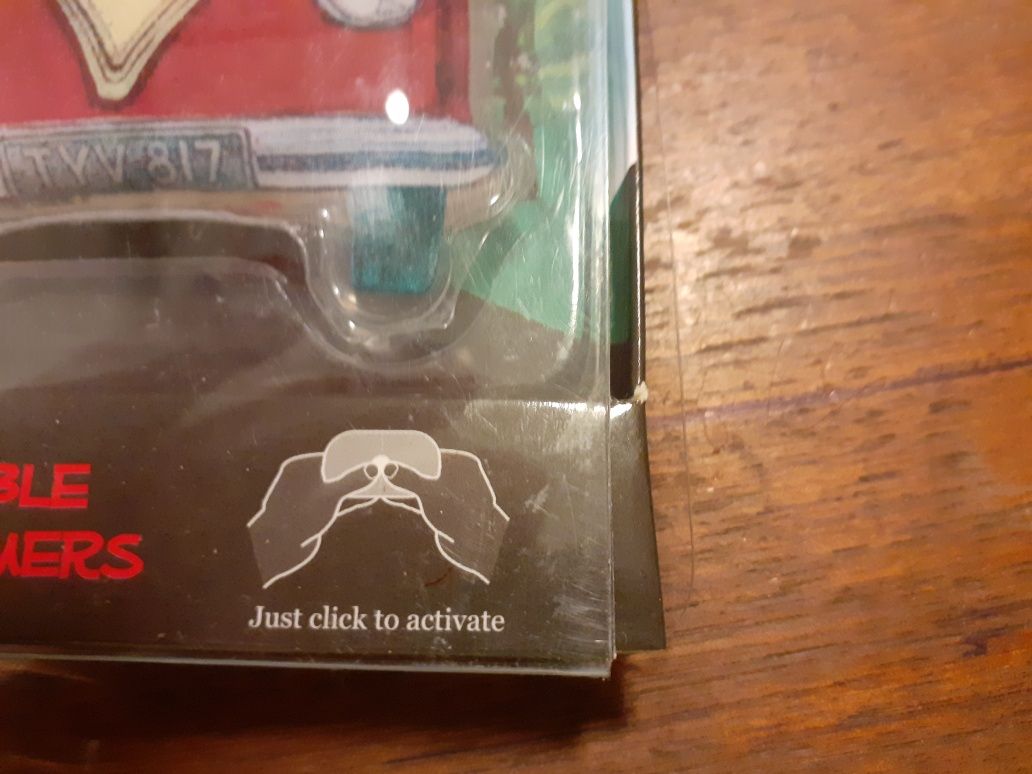 TYV 817
BLE
MERS
Just click to activate